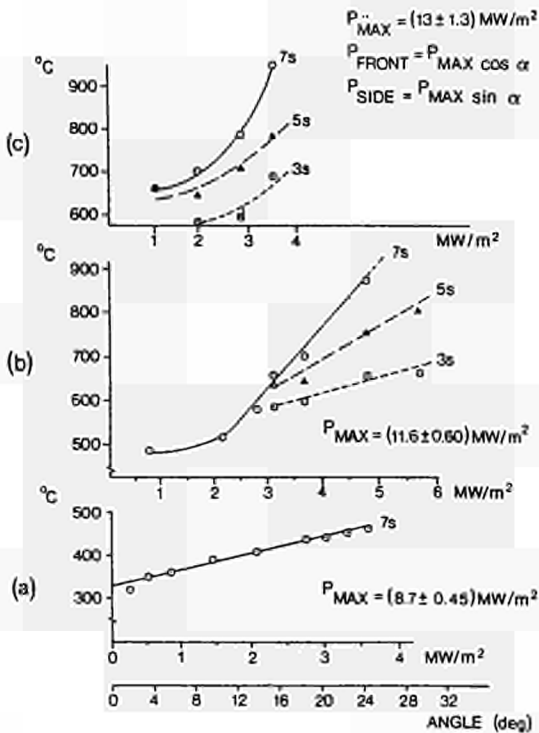 P̈MAX = (13 ± 1.3) MW/m²
PFRONT = PMAX cos α
PSIDE = PMAX sin α
(c)
°C
900
800
700
600
7s
5s
3s
1 2 3 4 MW/m²
(b)
°C
900
800
700
600
500
7s
5s
3s
PMAX = (11.6 ± 0.60) MW/m²
0 1 2 3 4 5 6
MW/m²
(a)
°C
500
400
300
7s
PMAX = (8.7 ± 0.45) MW/m²
0 1 2 3 4 MW/m²
0 4 8 12 16 20 24 28 32
ANGLE (deg)